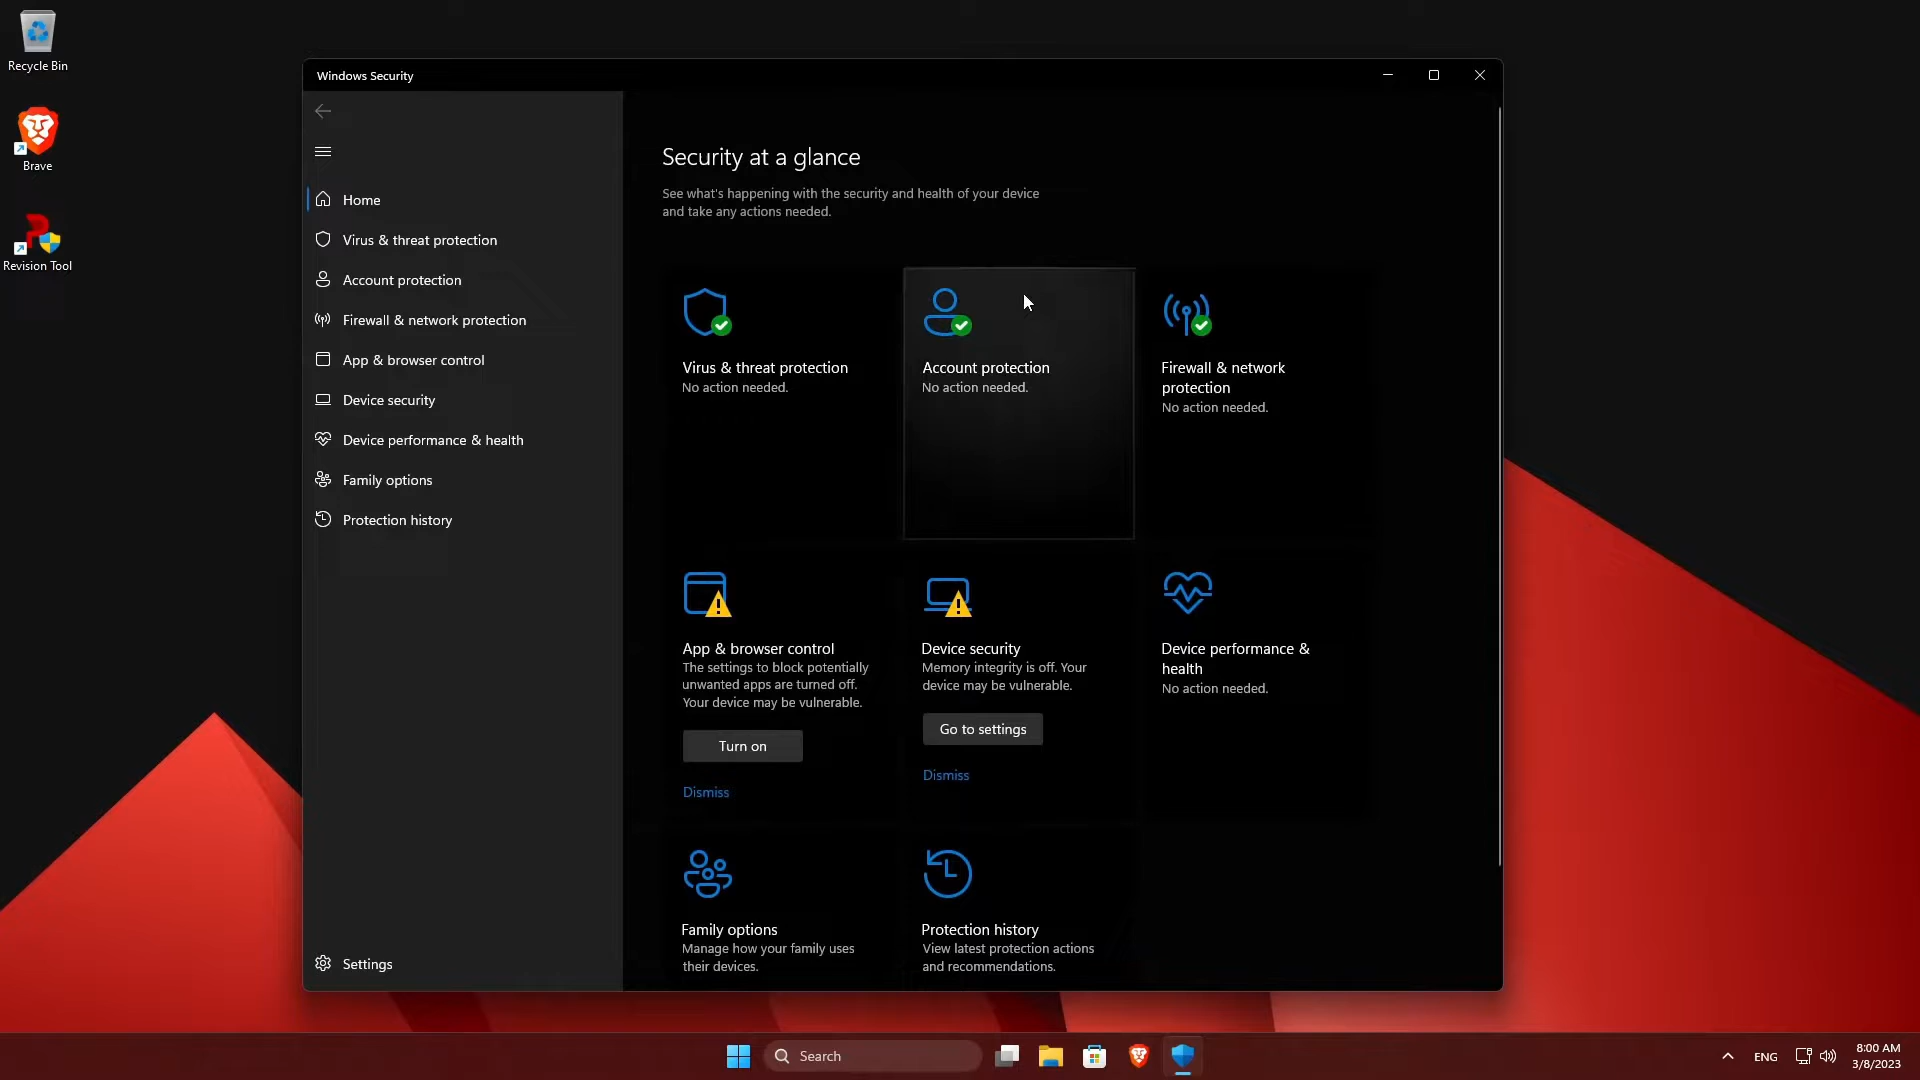 Recycle Bin
Brave
Revision Tool
Windows Security
Home
Virus & threat protection
Account protection
Firewall & network protection
App & browser control
Device security
Device performance & health
Family options
Protection history
Settings
Security at a glance
See what's happening with the security and health of your device
and take any actions needed.
Virus & threat protection
No action needed.
Account protection
No action needed.
Firewall & network
protection
No action needed.
App & browser control
The settings to block potentially
unwanted apps are turned off.
Your device may be vulnerable.
Turn on
Dismiss
Device security
Memory integrity is off. Your
device may be vulnerable.
Go to settings
Dismiss
Device performance &
health
No action needed.
Family options
Manage how your family uses
their devices.
Protection history
View latest protection actions
and recommendations.
Search
ENG
8:00 AM
3/8/2023